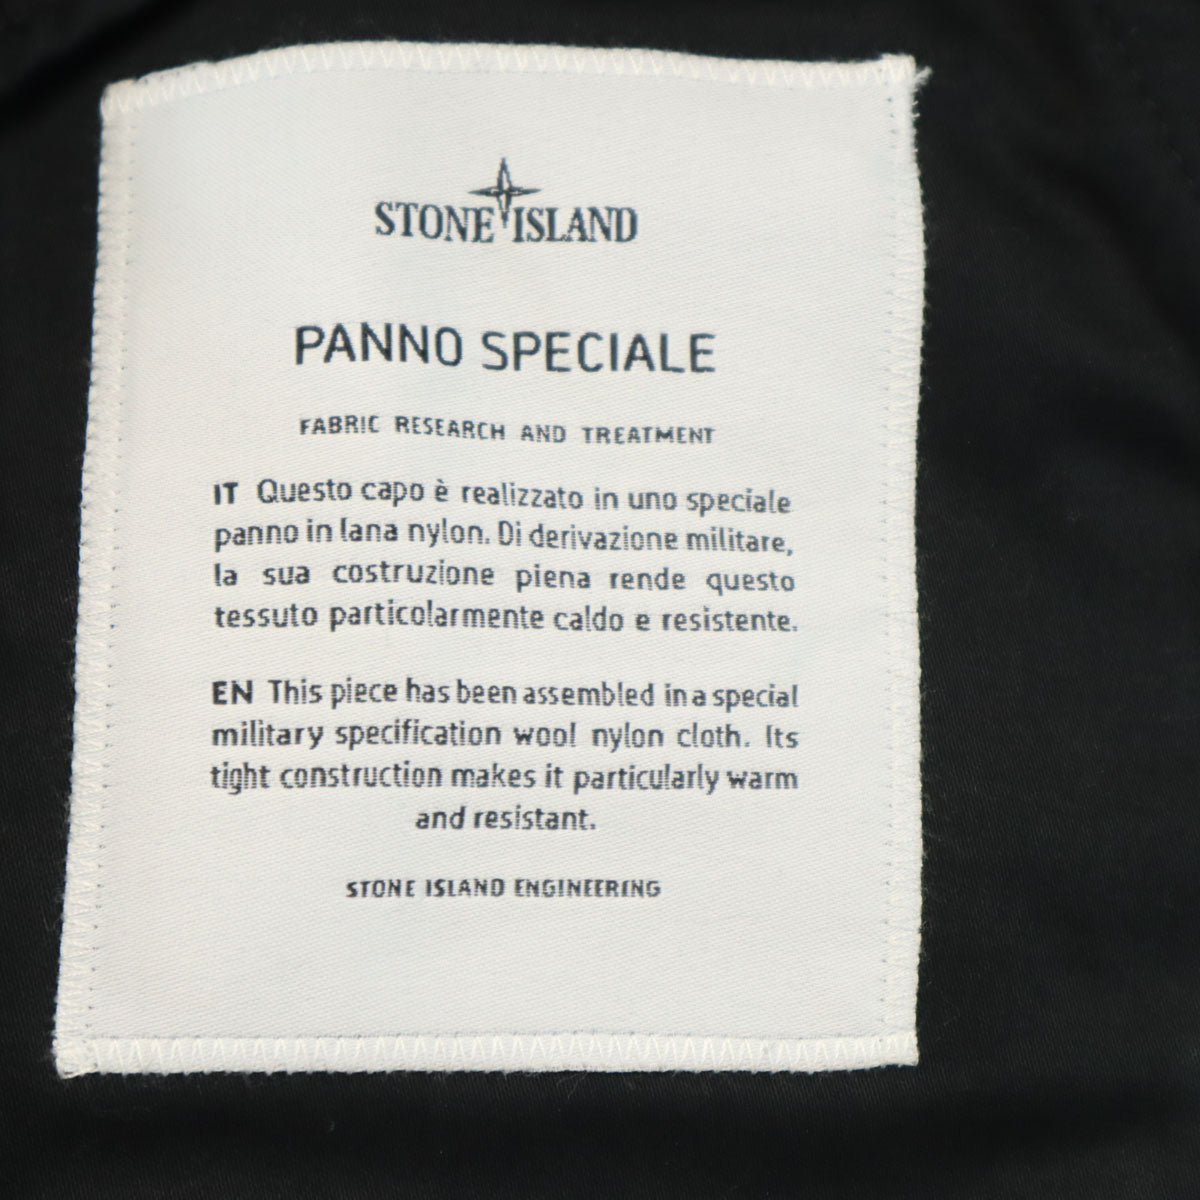 STONE ISLAND
PANNO SPECIALE
FABRIC RESEARCH AND TREATMENT
IT Questo capo è realizzato in uno speciale
panno in lana nylon. Di derivazione militare,
la sua costruzione piena rende questo
tessuto particolarmente caldo e resistente.
EN This piece has been assembled in a special
military specification wool nylon cloth. Its
tight construction makes it particularly warm
and resistant.
STONE ISLAND ENGINEERING